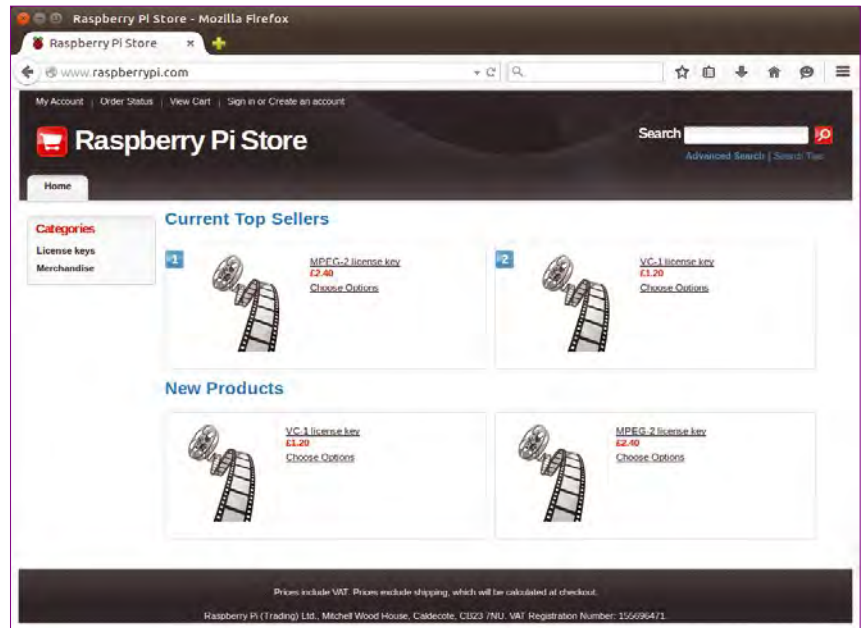 Raspberry Pi Store - Mozilla Firefox
Raspberry Pi Store
www.raspberrypi.com
My Account | Order Status | View Cart | Sign in or Create an account
Raspberry Pi Store
Search
Advanced Search | Search Tips
Home
Categories
License keys
Merchandise
Current Top Sellers
#1
MPEG-2 license key
£2.40
Choose Options
#2
VC-1 license key
£1.20
Choose Options
New Products
VC-1 license key
£1.20
Choose Options
MPEG-2 license key
£2.40
Choose Options
Prices include VAT. Prices exclude shipping, which will be calculated at checkout.
Raspberry Pi (Trading) Ltd., Mitchell Wood House, Caldecote, CB23 7NU. VAT Registration Number: 155696471